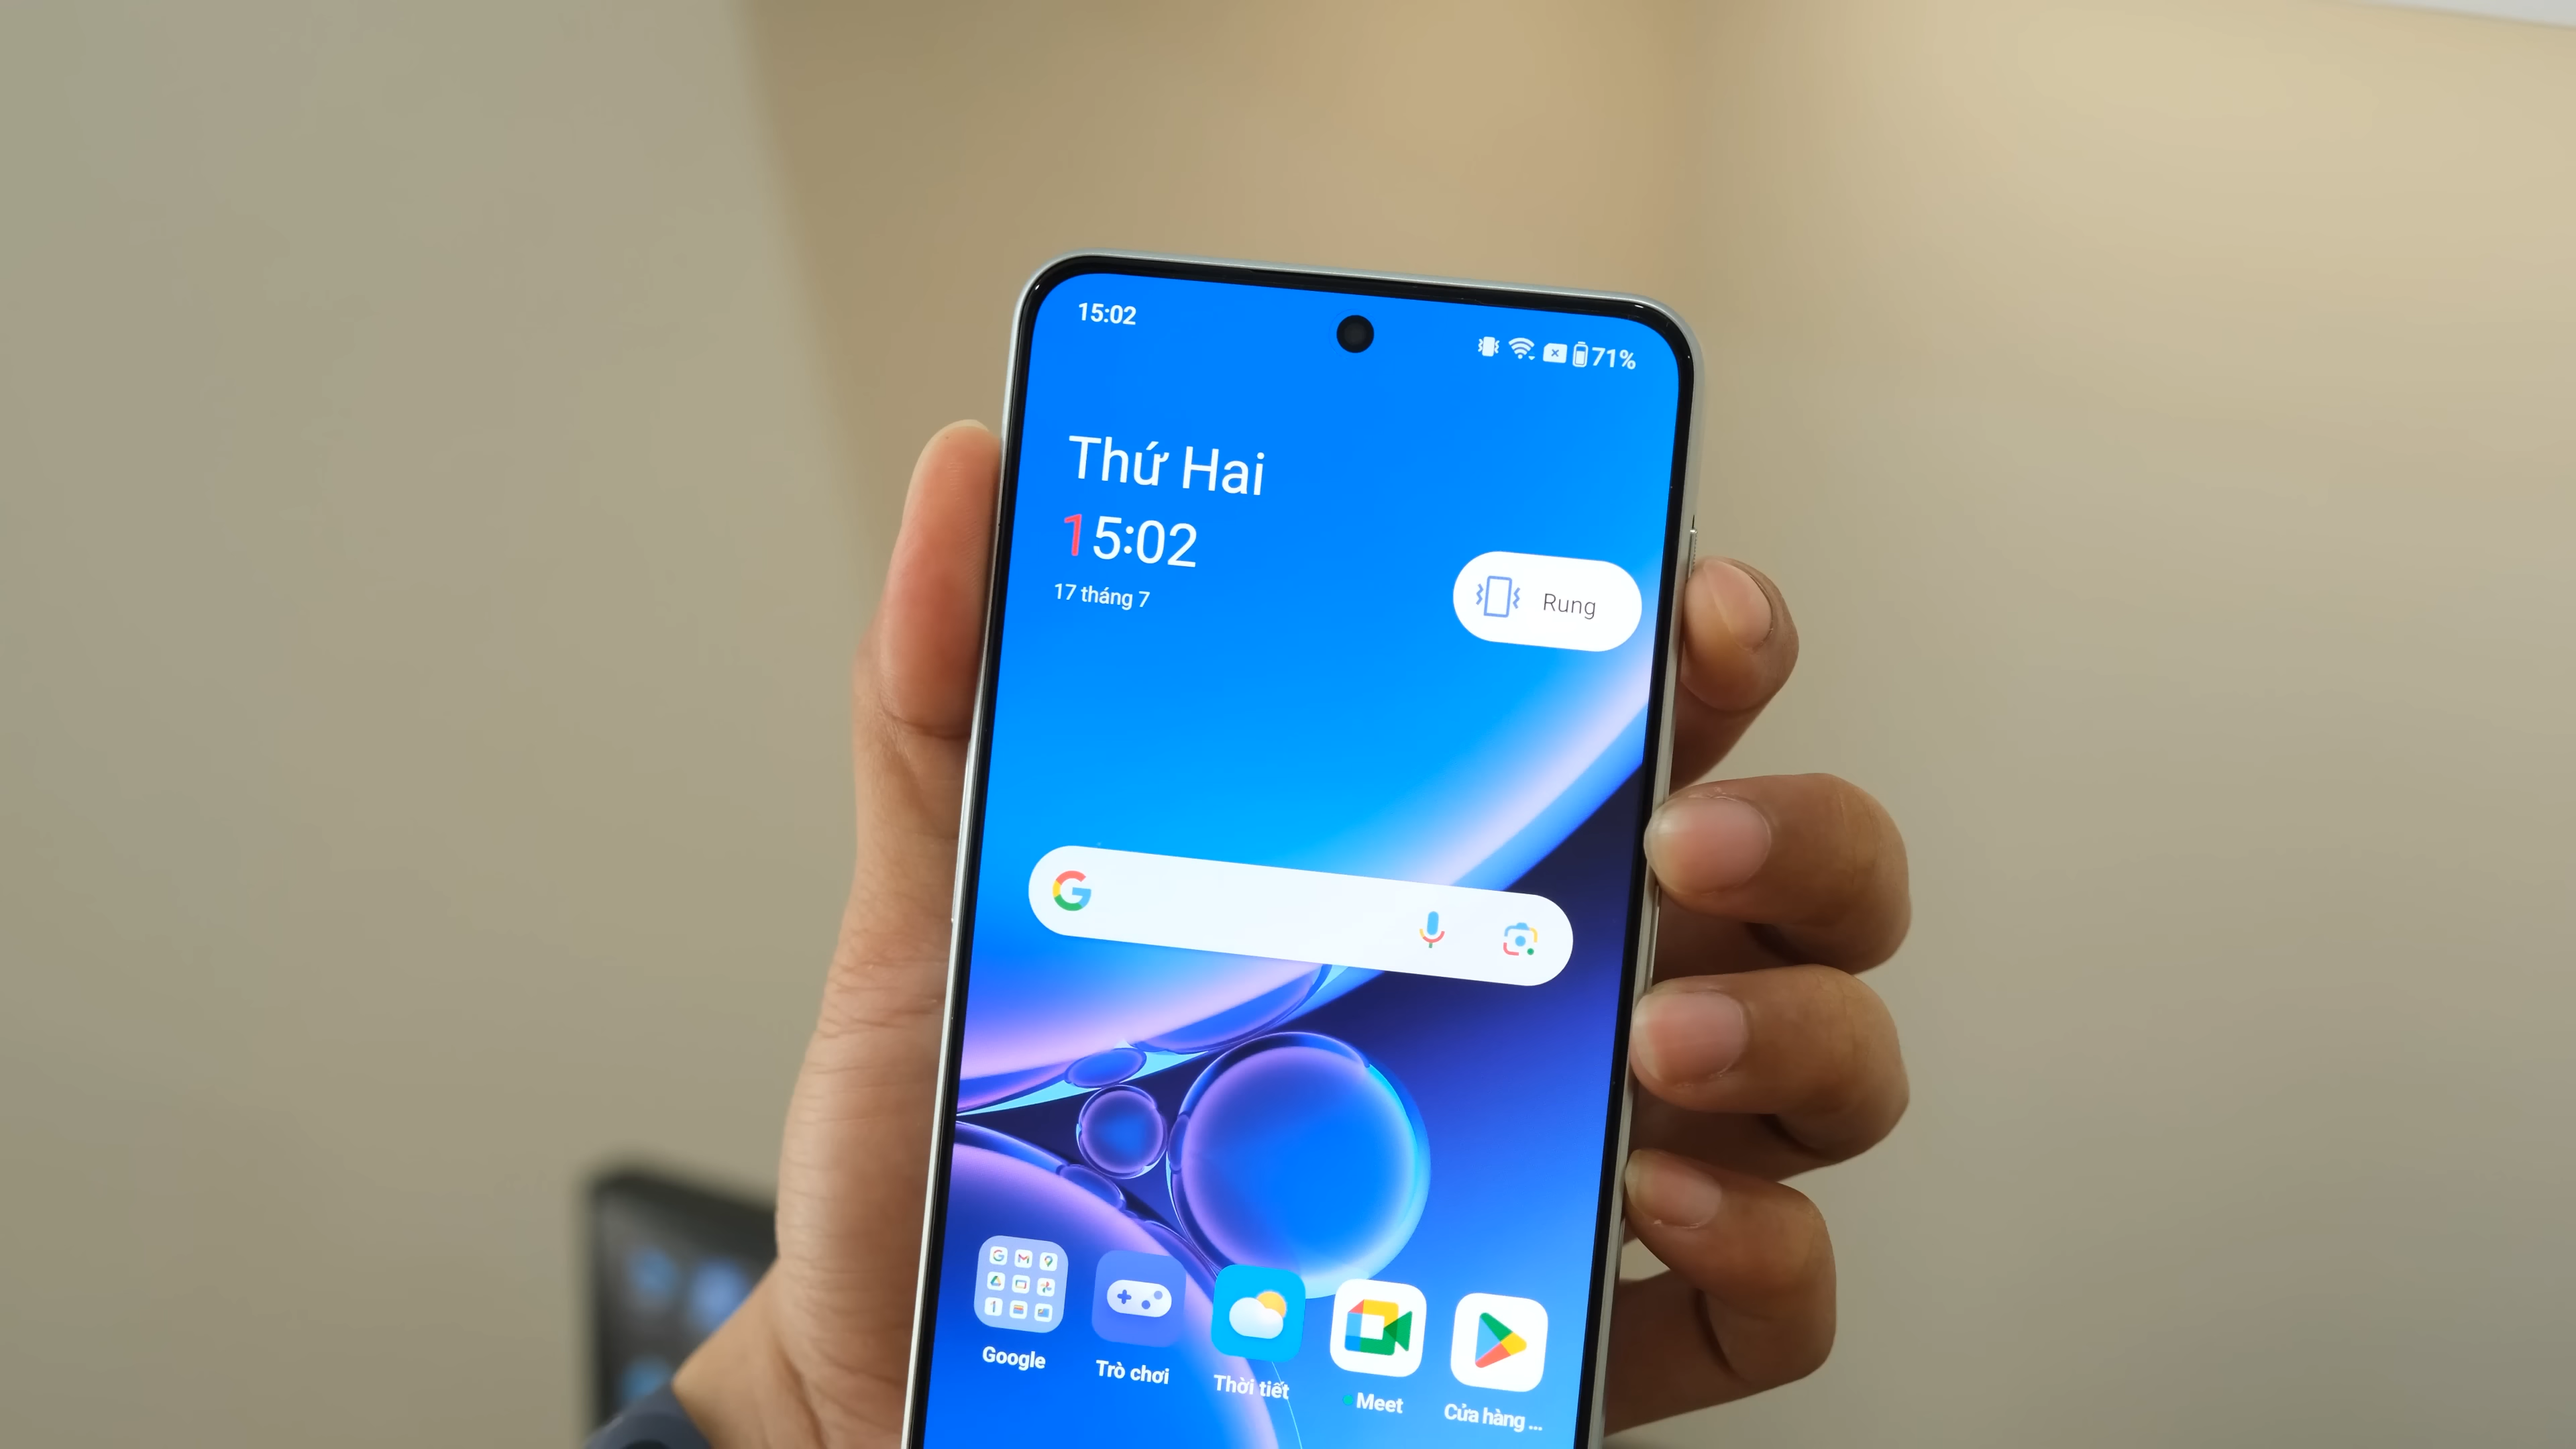 15:02
71%
Thứ Hai
15:02
17 tháng 7
Rung
Google
Trò chơi
Thời tiết
Meet
Cửa hàng ...